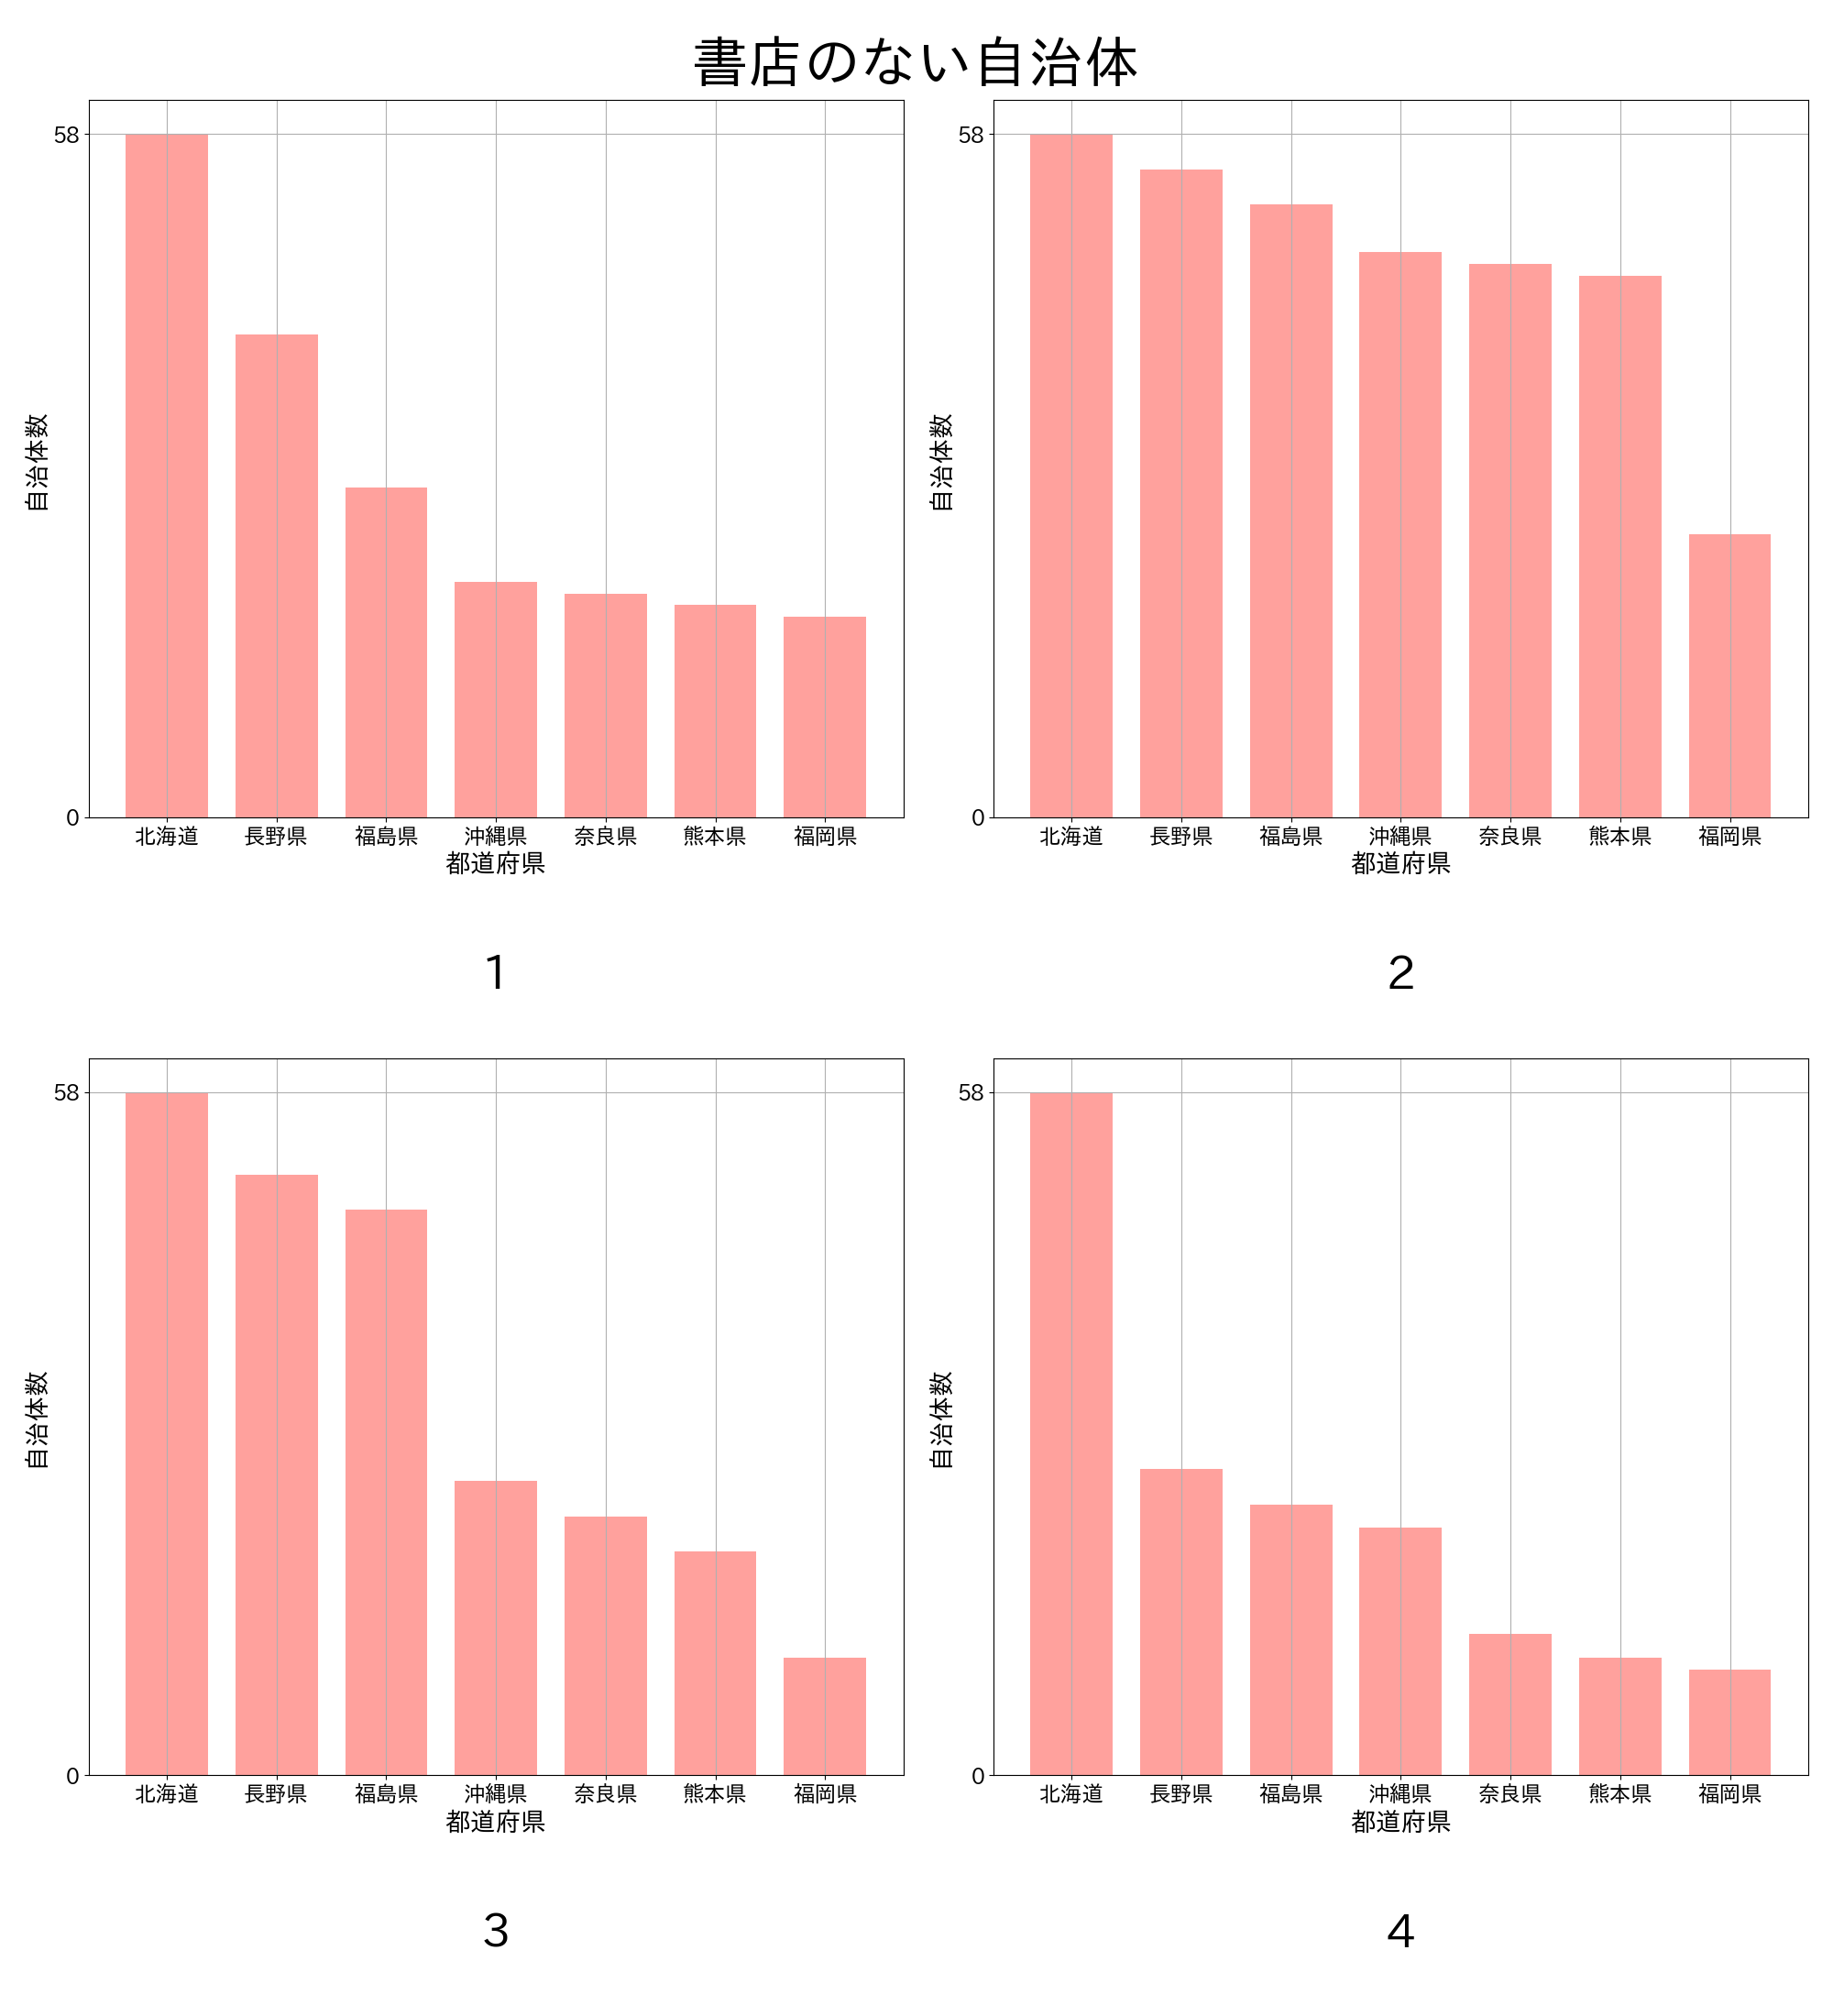 書店のない自治体
58
0
自治体数
北海道 長野県 福島県 沖縄県 奈良県 熊本県 福岡県
都道府県
1
58
0
自治体数
北海道 長野県 福島県 沖縄県 奈良県 熊本県 福岡県
都道府県
2
58
0
自治体数
北海道 長野県 福島県 沖縄県 奈良県 熊本県 福岡県
都道府県
3
58
0
自治体数
北海道 長野県 福島県 沖縄県 奈良県 熊本県 福岡県
都道府県
4